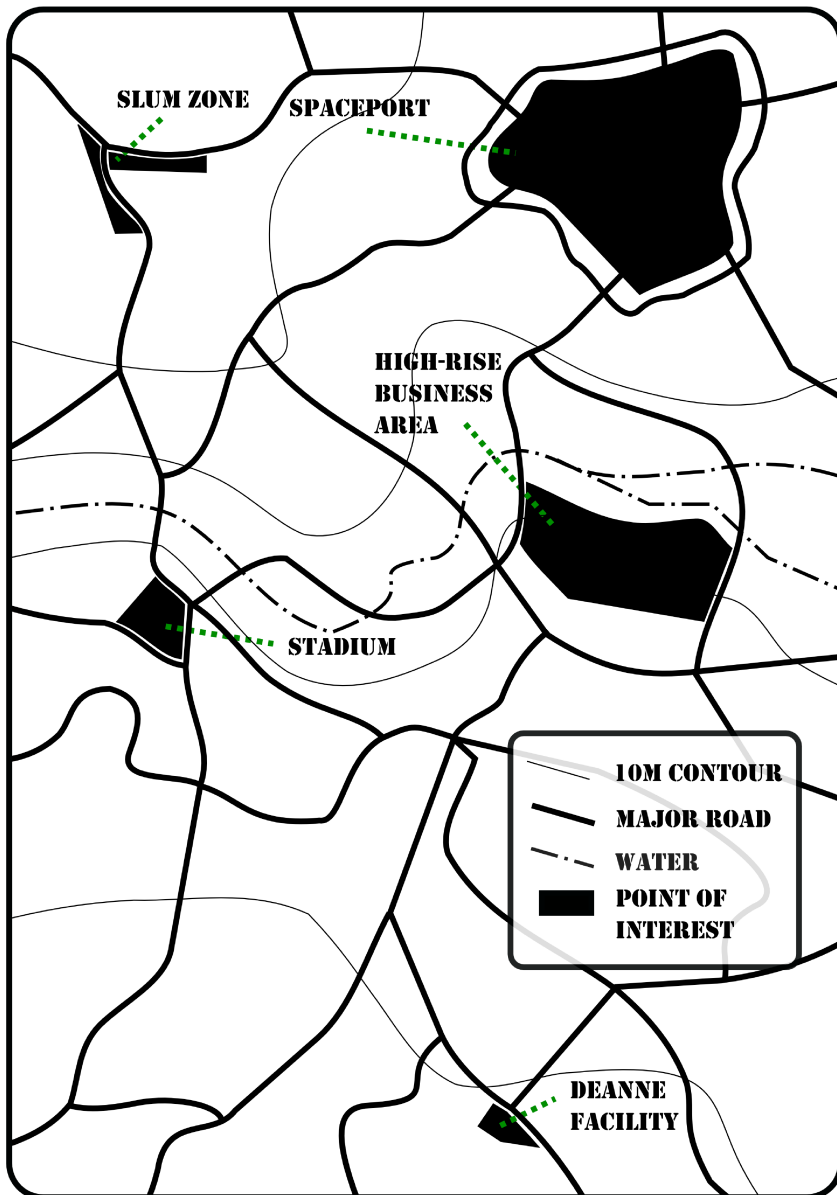 SLUM ZONE
SPACEPORT
HIGH-RISE
BUSINESS
AREA
STADIUM
10M CONTOUR
MAJOR ROAD
WATER
POINT OF
INTEREST
DEANNE
FACILITY